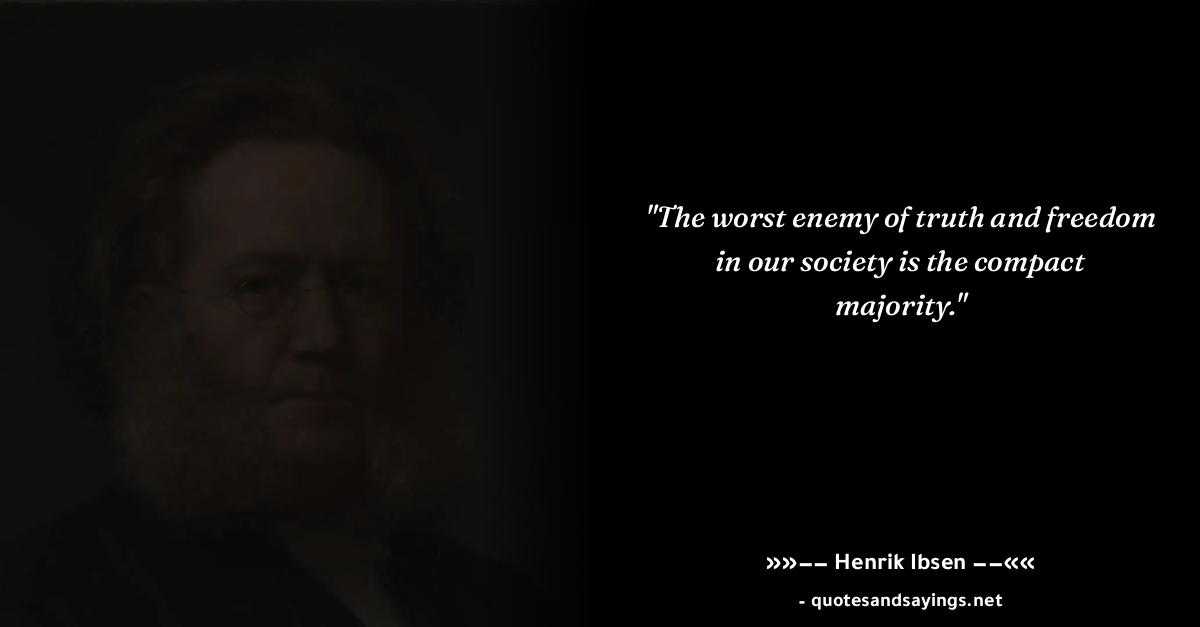 "The worst enemy of truth and freedom
in our society is the compact
majority."
»»–– Henrik Ibsen ––««
- quotesandsayings.net